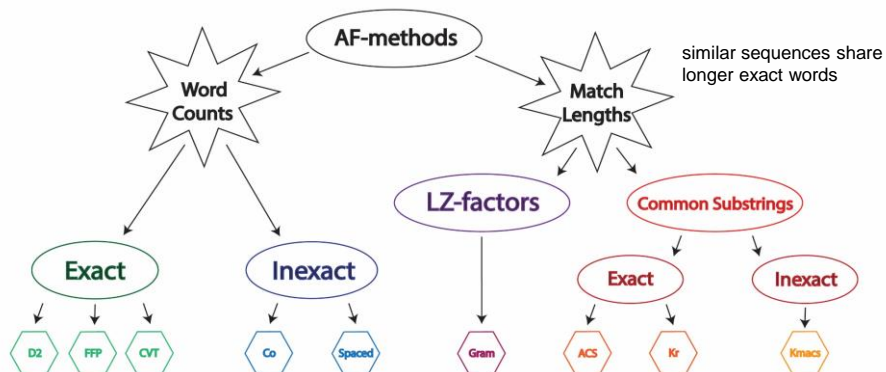 AF-methods
similar sequences share
longer exact words
Word
Counts
Match
Lengths
LZ-factors
Common Substrings
Exact
Inexact
Exact
Inexact
D2
FFP
CVT
Co
Spaced
Gram
ACS
Kr
Kmacs